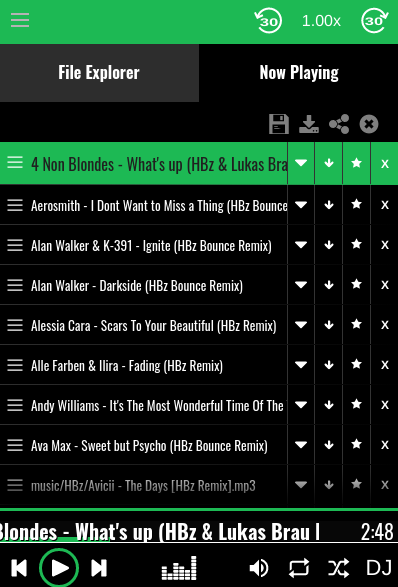 30 1.00x 30
File Explorer Now Playing
4 Non Blondes - What's up (HBz & Lukas Bra
Aerosmith - I Dont Want to Miss a Thing (HBz Bounce x
Alan Walker & K-391 - Ignite (HBz Bounce Remix) x
Alan Walker - Darkside (HBz Bounce Remix) x
Alessia Cara - Scars To Your Beautiful (HBz Remix) x
Alle Farben & Ilira - Fading (HBz Remix) x
Andy Williams - It's The Most Wonderful Time Of The x
Ava Max - Sweet but Psycho (HBz Bounce Remix) x
music/HBz/Avicii - The Days [HBz Remix].mp3 x
Blondes - What's up (HBz & Lukas Brau 2:48
DJ